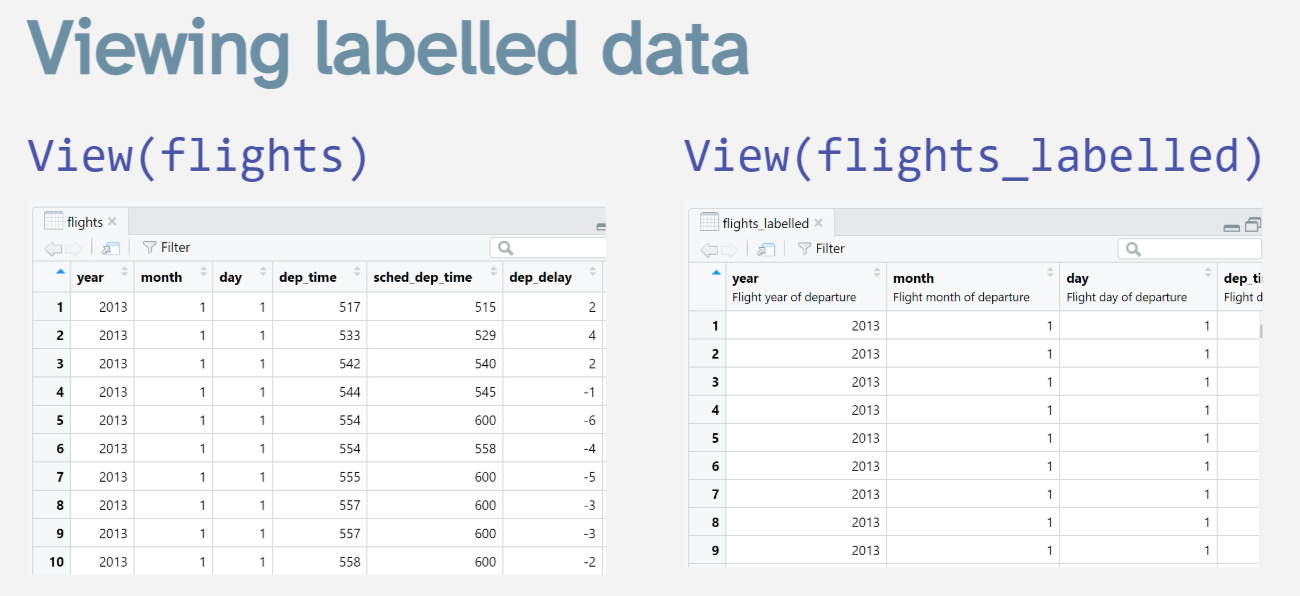 Viewing labelled data
View(flights)
flights
Filter
year month day dep_time sched_dep_time dep_delay
1 2013 1 1 517 515 2
2 2013 1 1 533 529 4
3 2013 1 1 542 540 2
4 2013 1 1 544 545 -1
5 2013 1 1 554 600 -6
6 2013 1 1 554 558 -4
7 2013 1 1 555 600 -5
8 2013 1 1 557 600 -3
9 2013 1 1 557 600 -3
10 2013 1 1 558 600 -2
View(flights_labelled)
flights_labelled
Filter
year month day dep_ti
Flight year of departure Flight month of departure Flight day of departure Flight d
1 2013 1 1
2 2013 1 1
3 2013 1 1
4 2013 1 1
5 2013 1 1
6 2013 1 1
7 2013 1 1
8 2013 1 1
9 2013 1 1